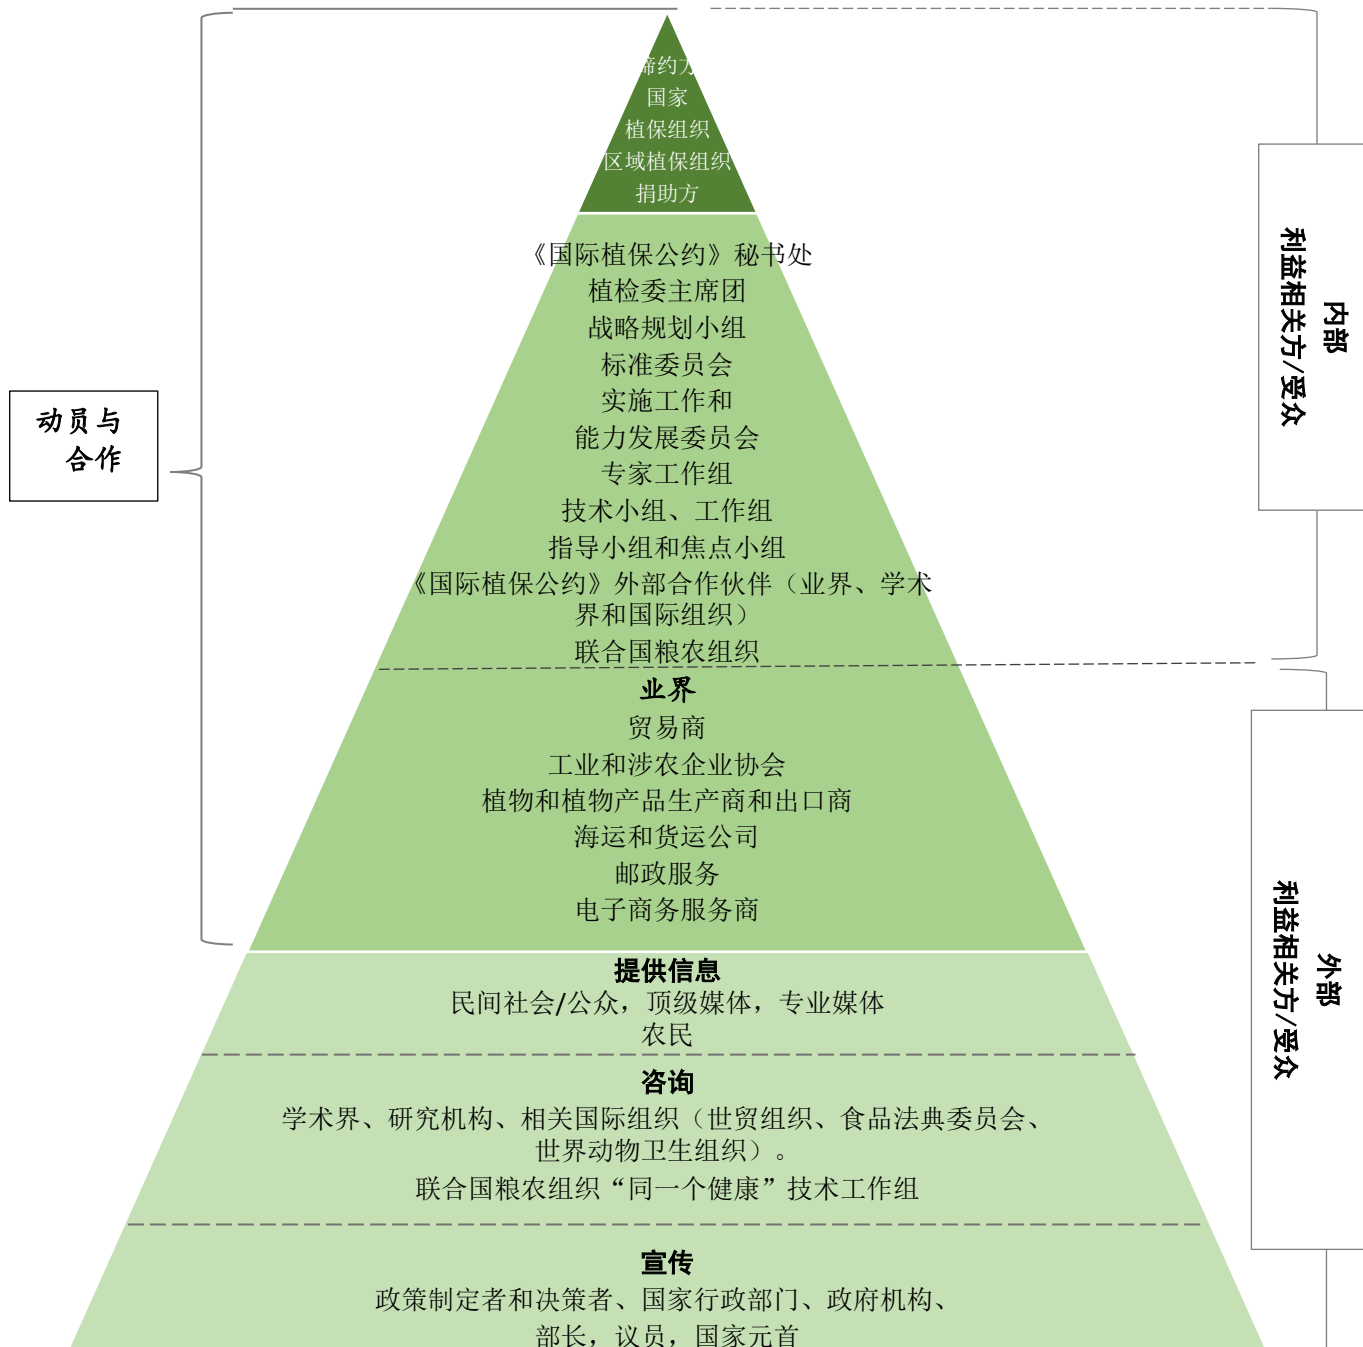 缔约方
国家
植保组织
区域植保组织
捐助方
《国际植保公约》秘书处
植检委主席团
战略规划小组
标准委员会
实施工作和
能力发展委员会
专家工作组
技术小组、工作组
指导小组和焦点小组
《国际植保公约》外部合作伙伴（业界、学术
界和国际组织）
联合国粮农组织
业界
贸易商
工业和涉农企业协会
植物和植物产品生产商和出口商
海运和货运公司
邮政服务
电子商务服务商
提供信息
民间社会/公众，顶级媒体，专业媒体
农民
咨询
学术界、研究机构、相关国际组织（世贸组织、食品法典委员会、
世界动物卫生组织）。
联合国粮农组织“同一个健康”技术工作组
宣传
政策制定者和决策者、国家行政部门、政府机构、
部长，议员，国家元首
动员与
合作
内部
利益相关方/受众
外部
利益相关方/受众